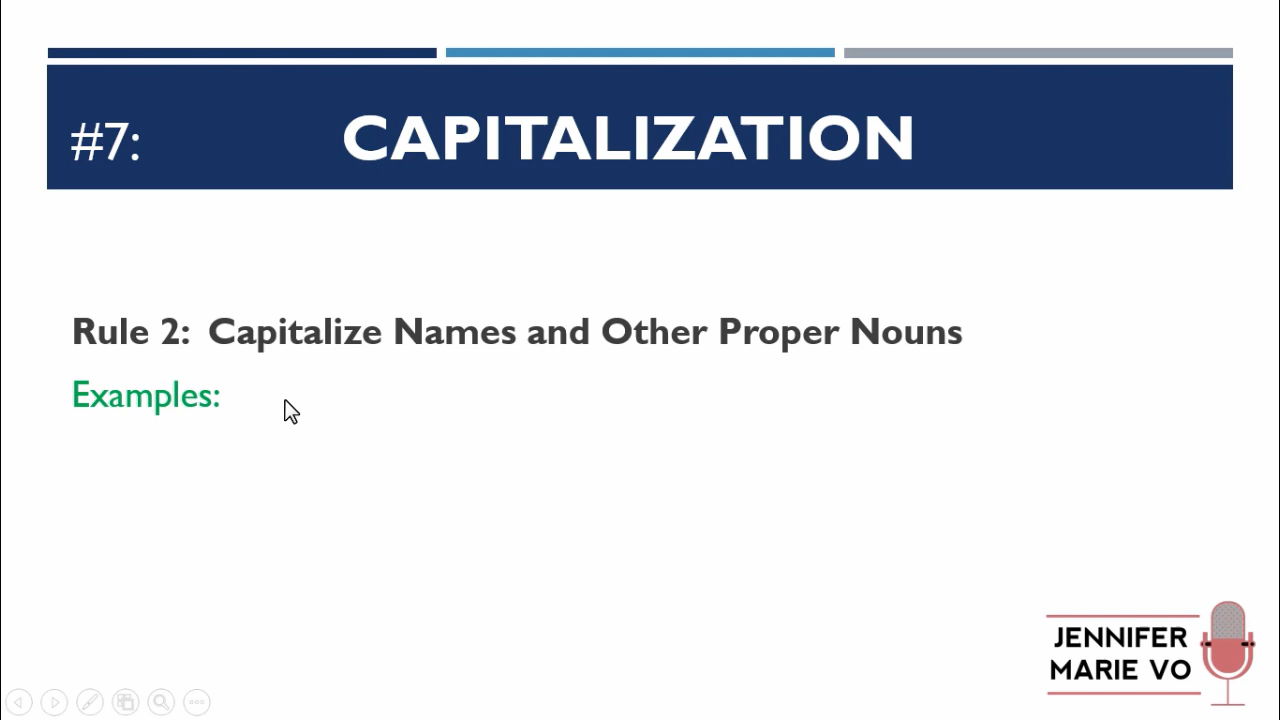 #7: CAPITALIZATION
Rule 2: Capitalize Names and Other Proper Nouns
Examples:
JENNIFER
MARIE VO